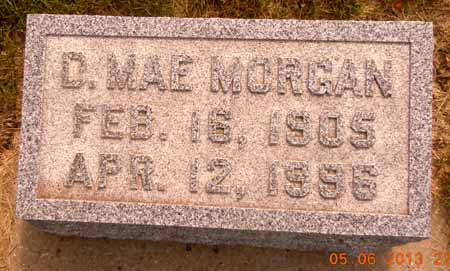 D. MAE MORGAN
FEB. 16, 1905
APR. 12, 1996
05.06.2013